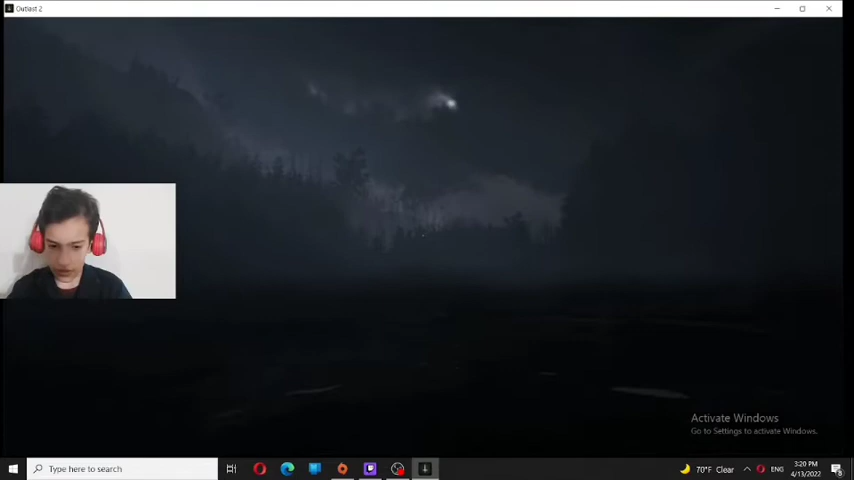 Outlast 2
Activate Windows
Go to Settings to activate Windows.
Type here to search
70°F Clear
ENG
3:20 PM
4/13/2022